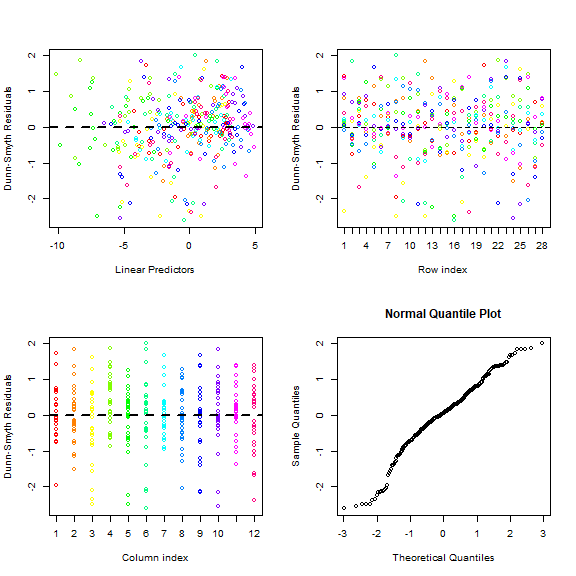 2
1
0
-1
-2
Dunn-Smyth Residuals
-10 -5 0 5
Linear Predictors
2
1
0
-1
-2
Dunn-Smyth Residuals
1 4 7 10 13 16 19 22 25 28
Row index
2
1
0
-1
-2
Dunn-Smyth Residuals
1 2 3 4 5 6 7 8 9 10 12
Column index
Normal Quantile Plot
2
1
0
-1
-2
Sample Quantiles
-3 -2 -1 0 1 2 3
Theoretical Quantiles